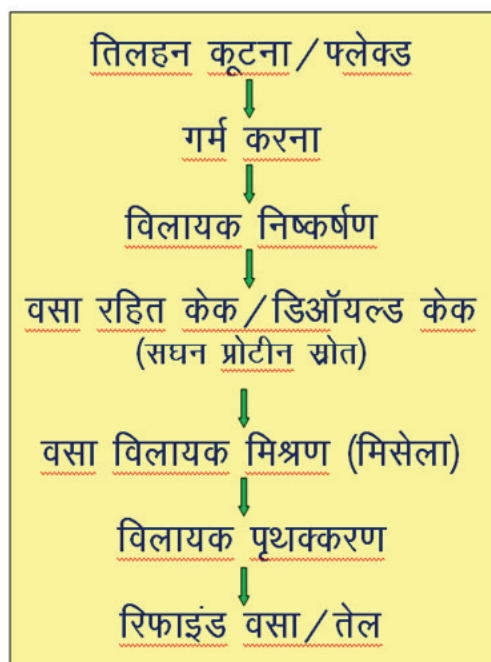 तिलहन कूटना/फ्लेक्ड
गर्म करना
विलायक निष्कर्षण
वसा रहित केक/डिऑयल्ड केक
(सघन प्रोटीन स्रोत)
वसा विलायक मिश्रण (मिसेला)
विलायक पृथक्करण
रिफाइंड वसा/तेल